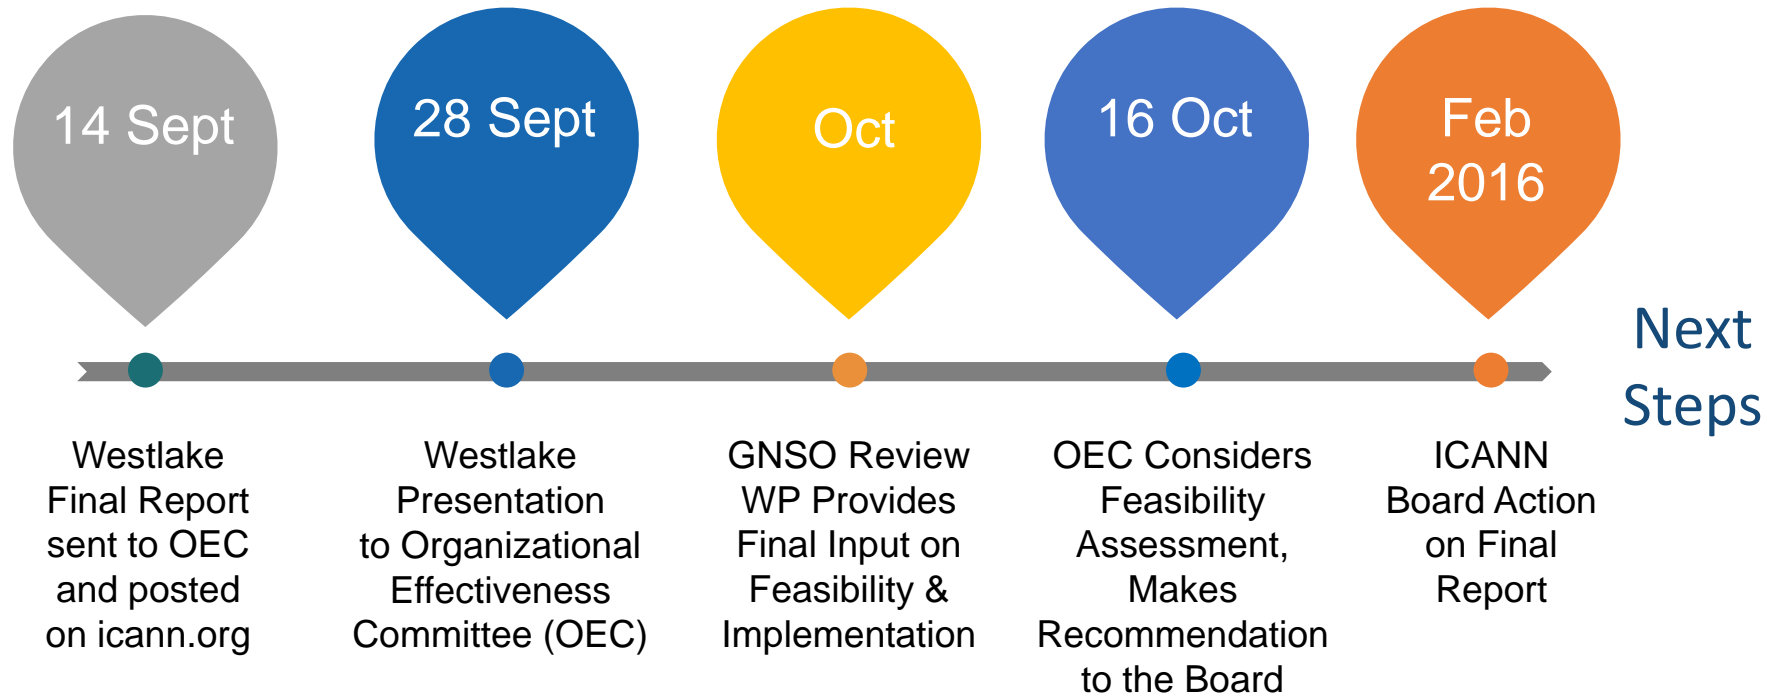 14 Sept
28 Sept
Oct
16 Oct
Feb
2016
Westlake
Final Report
sent to OEC
and posted
on icann.org
Westlake
Presentation
to Organizational
Effectiveness
Committee (OEC)
GNSO Review
WP Provides
Final Input on
Feasibility &
Implementation
OEC Considers
Feasibility
Assessment,
Makes
Recommendation
to the Board
ICANN
Board Action
on Final
Report
Next
Steps